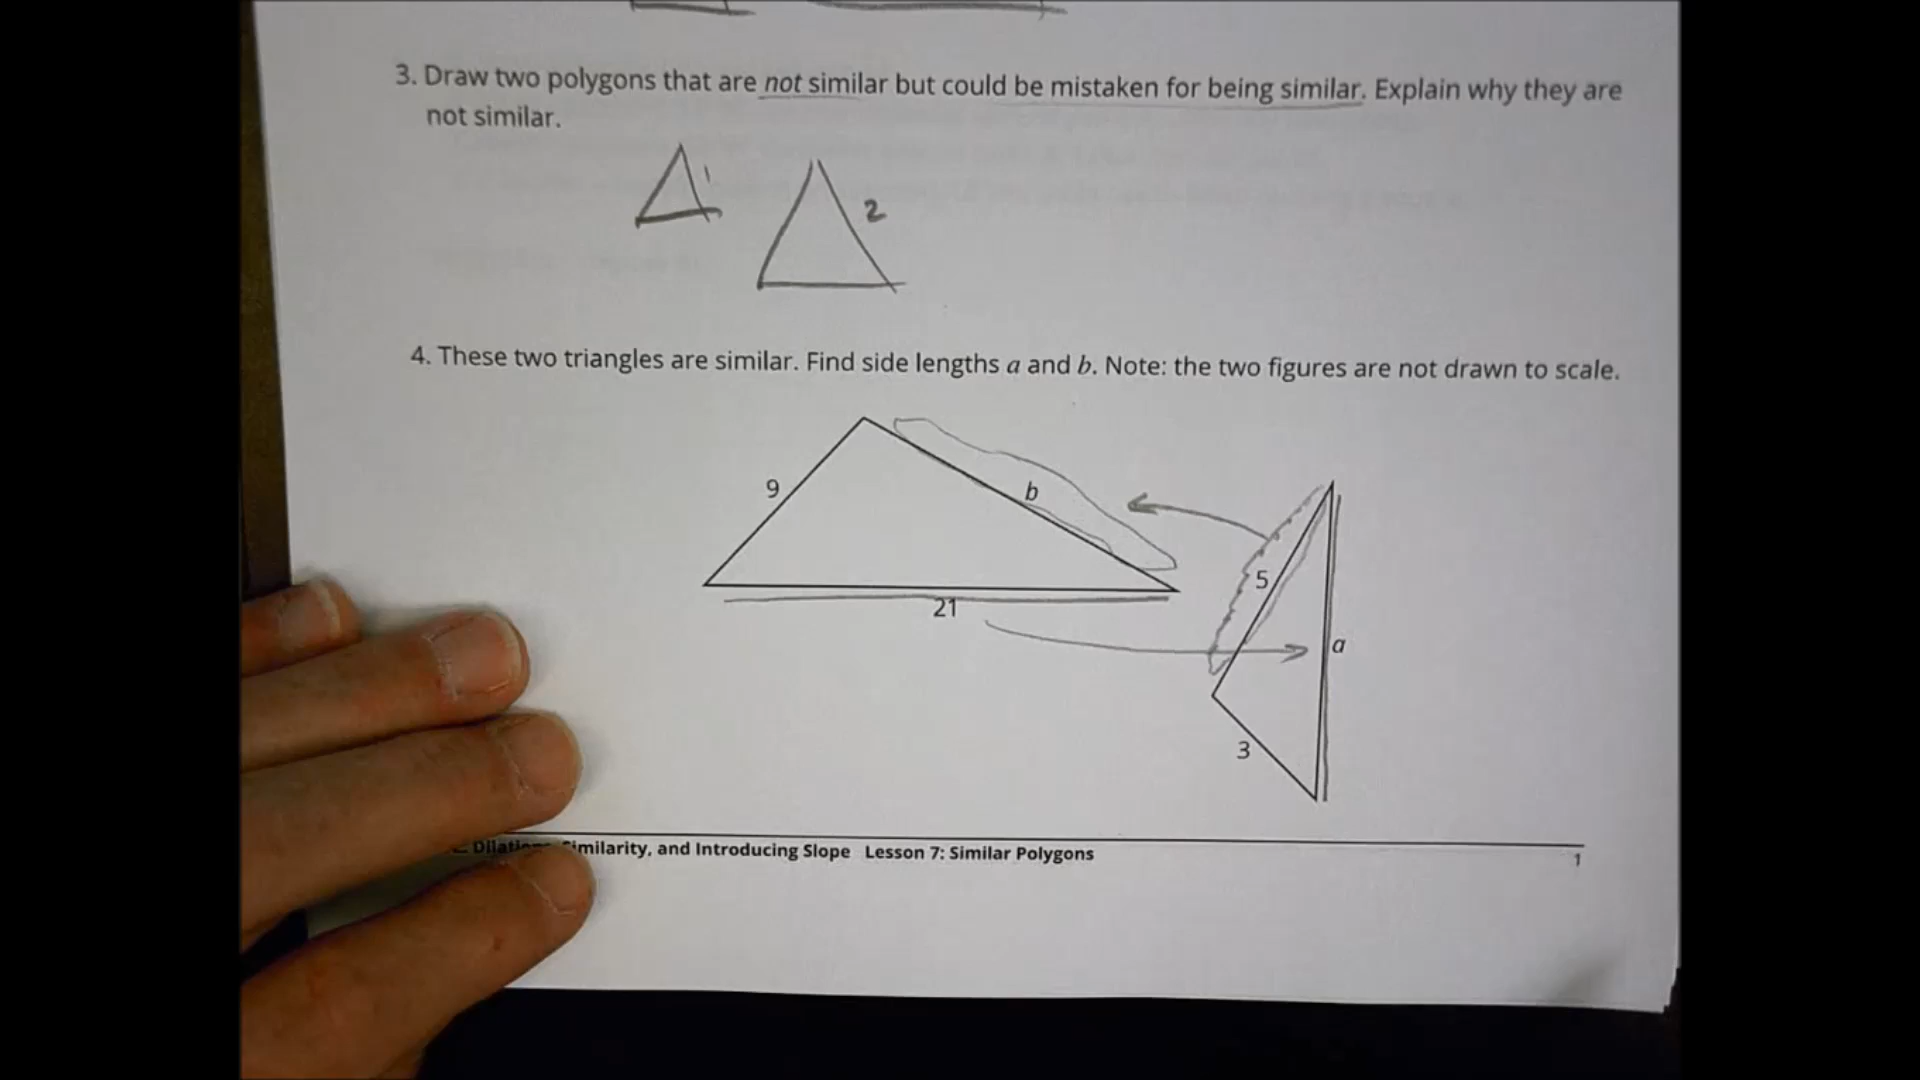 3. Draw two polygons that are not similar but could be mistaken for being similar. Explain why they are
not similar.
1
2
4. These two triangles are similar. Find side lengths a and b. Note: the two figures are not drawn to scale.
9
b
21
5
a
3
Similarity, and Introducing Slope Lesson 7: Similar Polygons
1